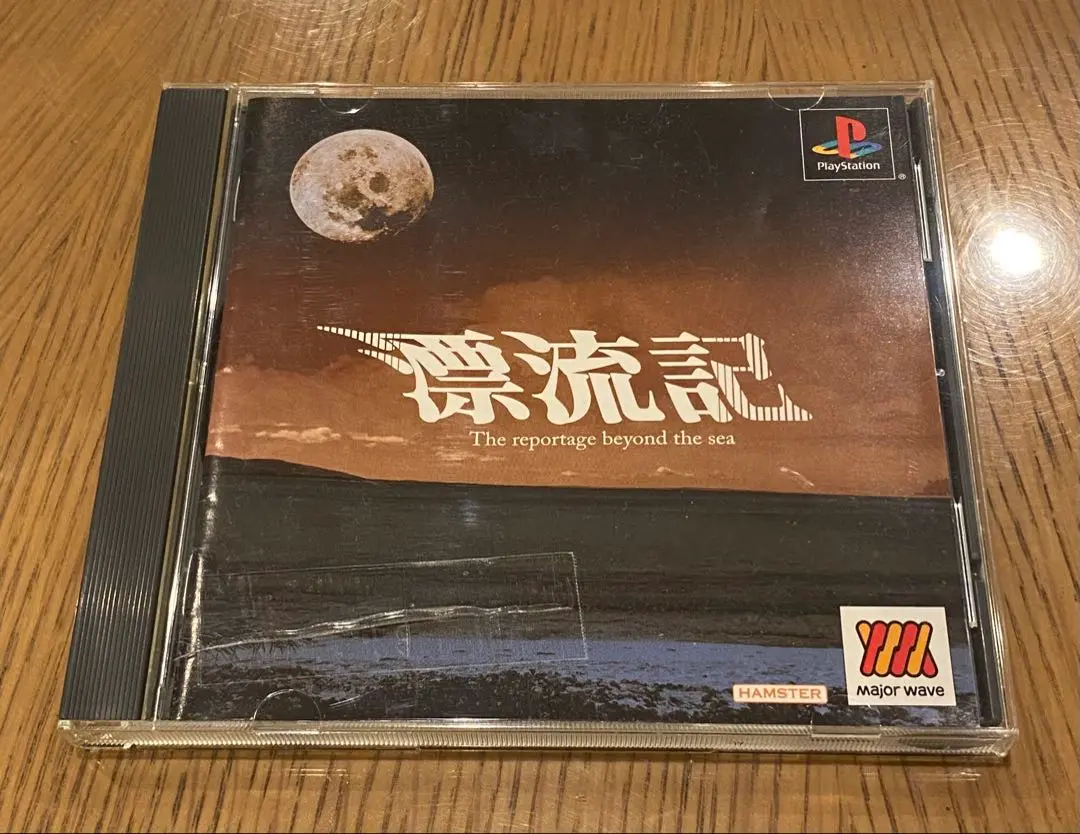 PlayStation
®
漂流記
The reportage beyond the sea
HAMSTER
major wave